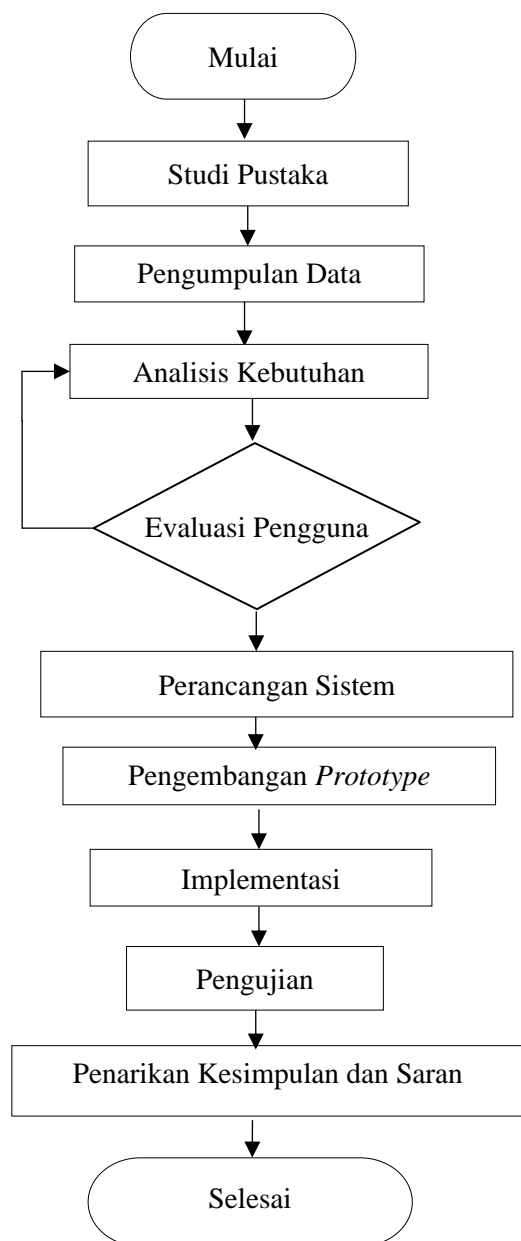 Mulai
Studi Pustaka
Pengumpulan Data
Analisis Kebutuhan
Evaluasi Pengguna
Perancangan Sistem
Pengembangan Prototype
Implementasi
Pengujian
Penarikan Kesimpulan dan Saran
Selesai